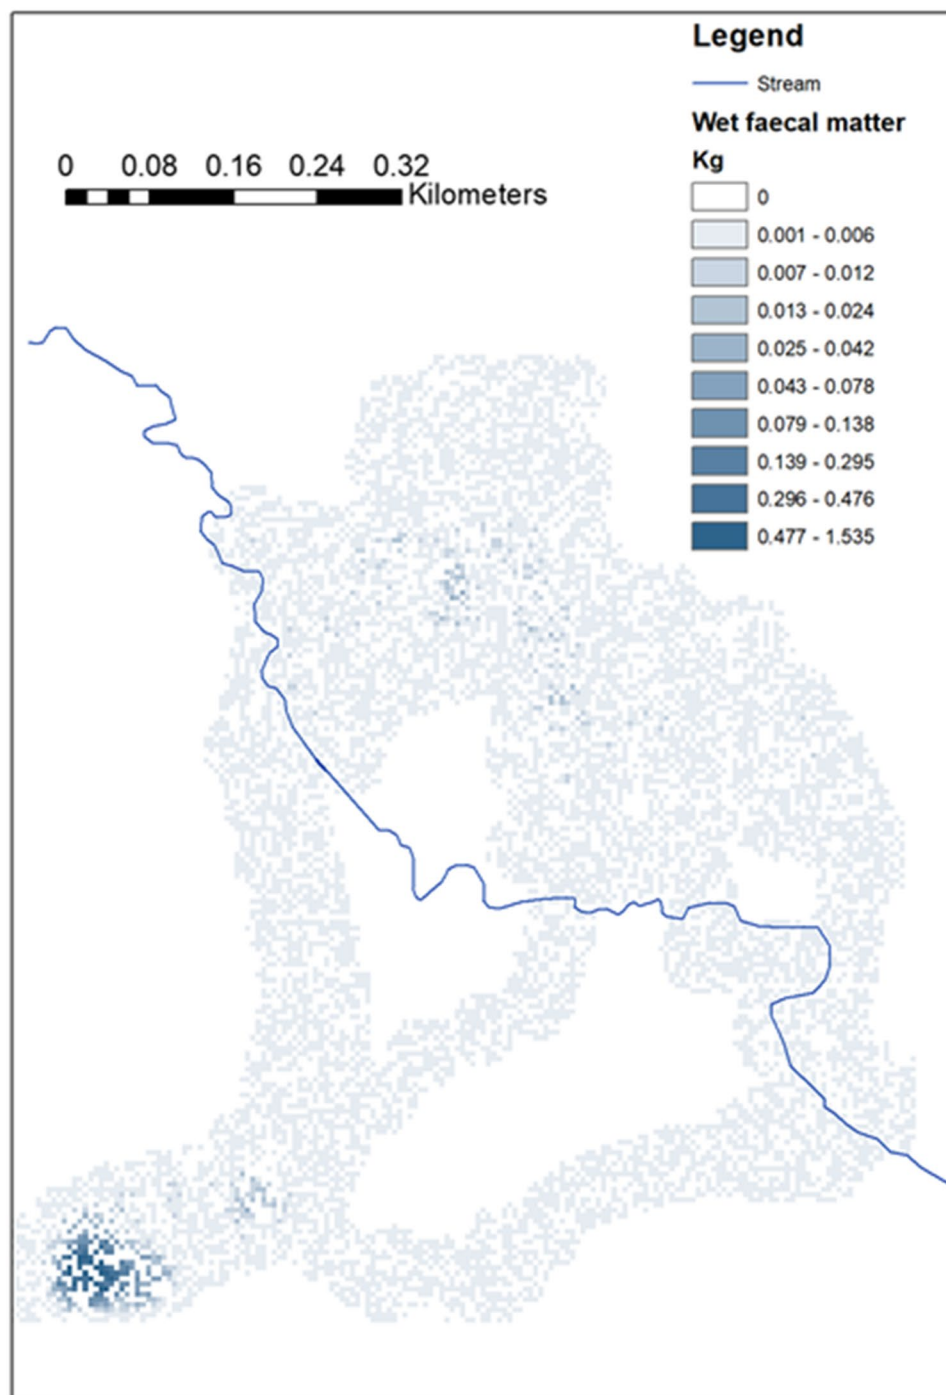 Legend
Stream
Wet faecal matter
Kg
0
0.001 - 0.006
0.007 - 0.012
0.013 - 0.024
0.025 - 0.042
0.043 - 0.078
0.079 - 0.138
0.139 - 0.295
0.296 - 0.476
0.477 - 1.535
0 0.08 0.16 0.24 0.32
Kilometers